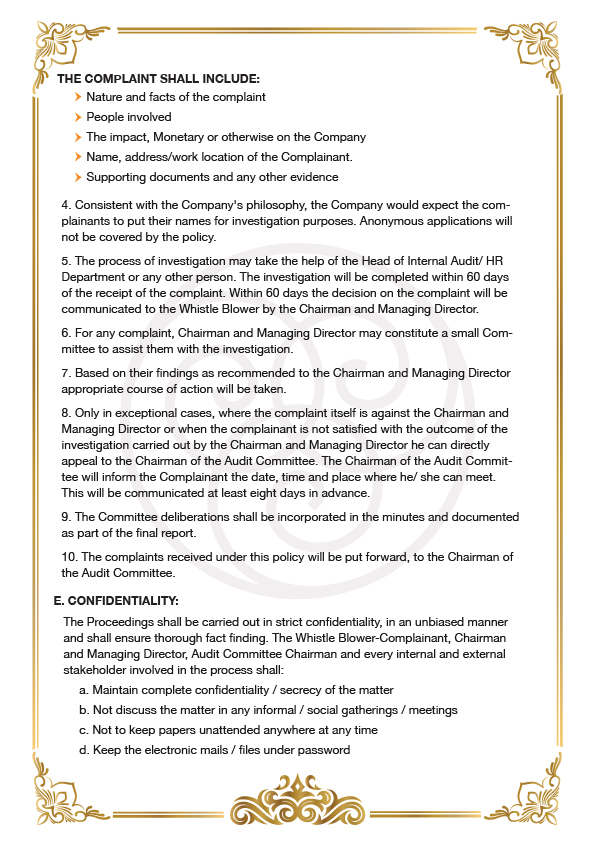 THE COMPLAINT SHALL INCLUDE:
Nature and facts of the complaint
People involved
The impact, Monetary or otherwise on the Company
Name, address/work location of the Complainant.
Supporting documents and any other evidence
4. Consistent with the Company's philosophy, the Company would expect the com-
plainants to put their names for investigation purposes. Anonymous applications will
not be covered by the policy.
5. The process of investigation may take the help of the Head of Internal Audit/ HR
Department or any other person. The investigation will be completed within 60 days
of the receipt of the complaint. Within 60 days the decision on the complaint will be
communicated to the Whistle Blower by the Chairman and Managing Director.
6. For any complaint, Chairman and Managing Director may constitute a small Com-
mittee to assist them with the investigation.
7. Based on their findings as recommended to the Chairman and Managing Director
appropriate course of action will be taken.
8. Only in exceptional cases, where the complaint itself is against the Chairman and
Managing Director or when the complainant is not satisfied with the outcome of the
investigation carried out by the Chairman and Managing Director he can directly
appeal to the Chairman of the Audit Committee. The Chairman of the Audit Commit-
tee will inform the Complainant the date, time and place where he/ she can meet.
This will be communicated at least eight days in advance.
9. The Committee deliberations shall be incorporated in the minutes and documented
as part of the final report.
10. The complaints received under this policy will be put forward, to the Chairman of
the Audit Committee.
E. CONFIDENTIALITY:
The Proceedings shall be carried out in strict confidentiality, in an unbiased manner
and shall ensure thorough fact finding. The Whistle Blower-Complainant, Chairman
and Managing Director, Audit Committee Chairman and every internal and external
stakeholder involved in the process shall:
a. Maintain complete confidentiality / secrecy of the matter
b. Not discuss the matter in any informal / social gatherings / meetings
c. Not to keep papers unattended anywhere at any time
d. Keep the electronic mails / files under password